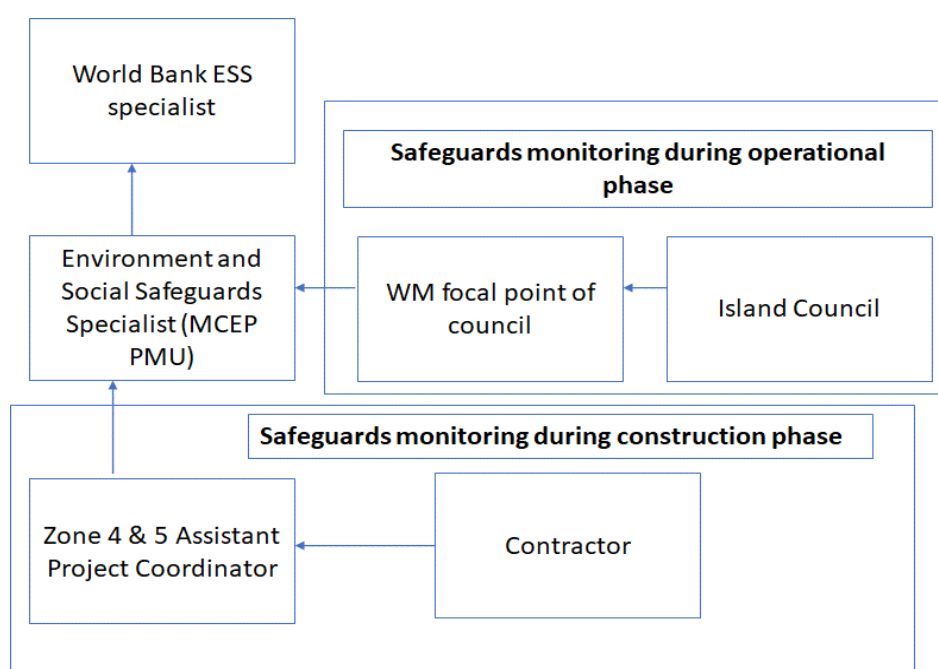 World Bank ESS
specialist
Safeguards monitoring during operational
phase
Environment and
Social Safeguards
Specialist (MCEP
PMU)
WM focal point of
council
Island Council
Safeguards monitoring during construction phase
Zone 4 & 5 Assistant
Project Coordinator
Contractor